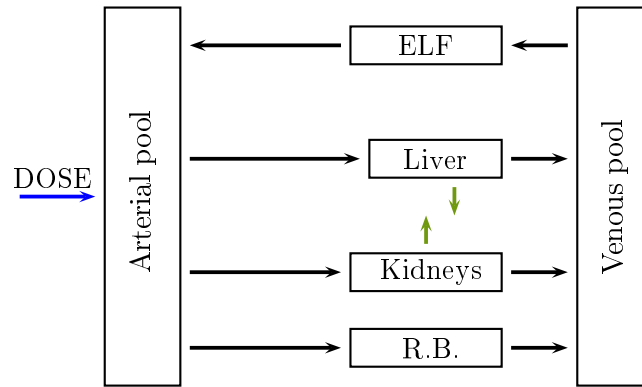 ELF
Arterial pool
Venous pool
Liver
DOSE
Kidneys
R.B.